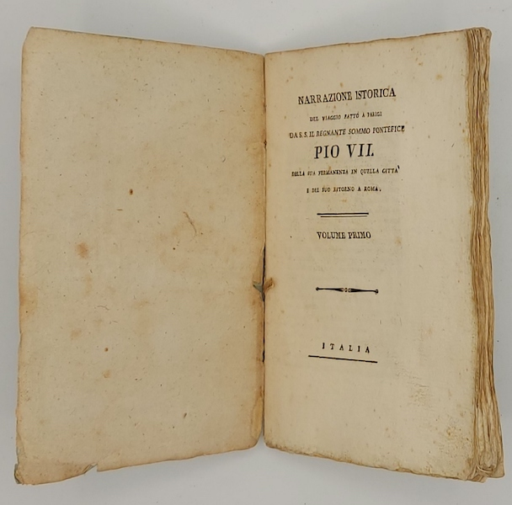 NARRAZIONE ISTORICA
DEL VIAGGIO FATTO A PARIGI
DA S. S IL REGNANTE SOMMO PONTEFICE
PIO VII.
DELLA SUA PERMANENZA IN QUELLA CITTA'
E DEL SUO RITORNO A ROMA.
VOLUME PRIMO
ITALIA